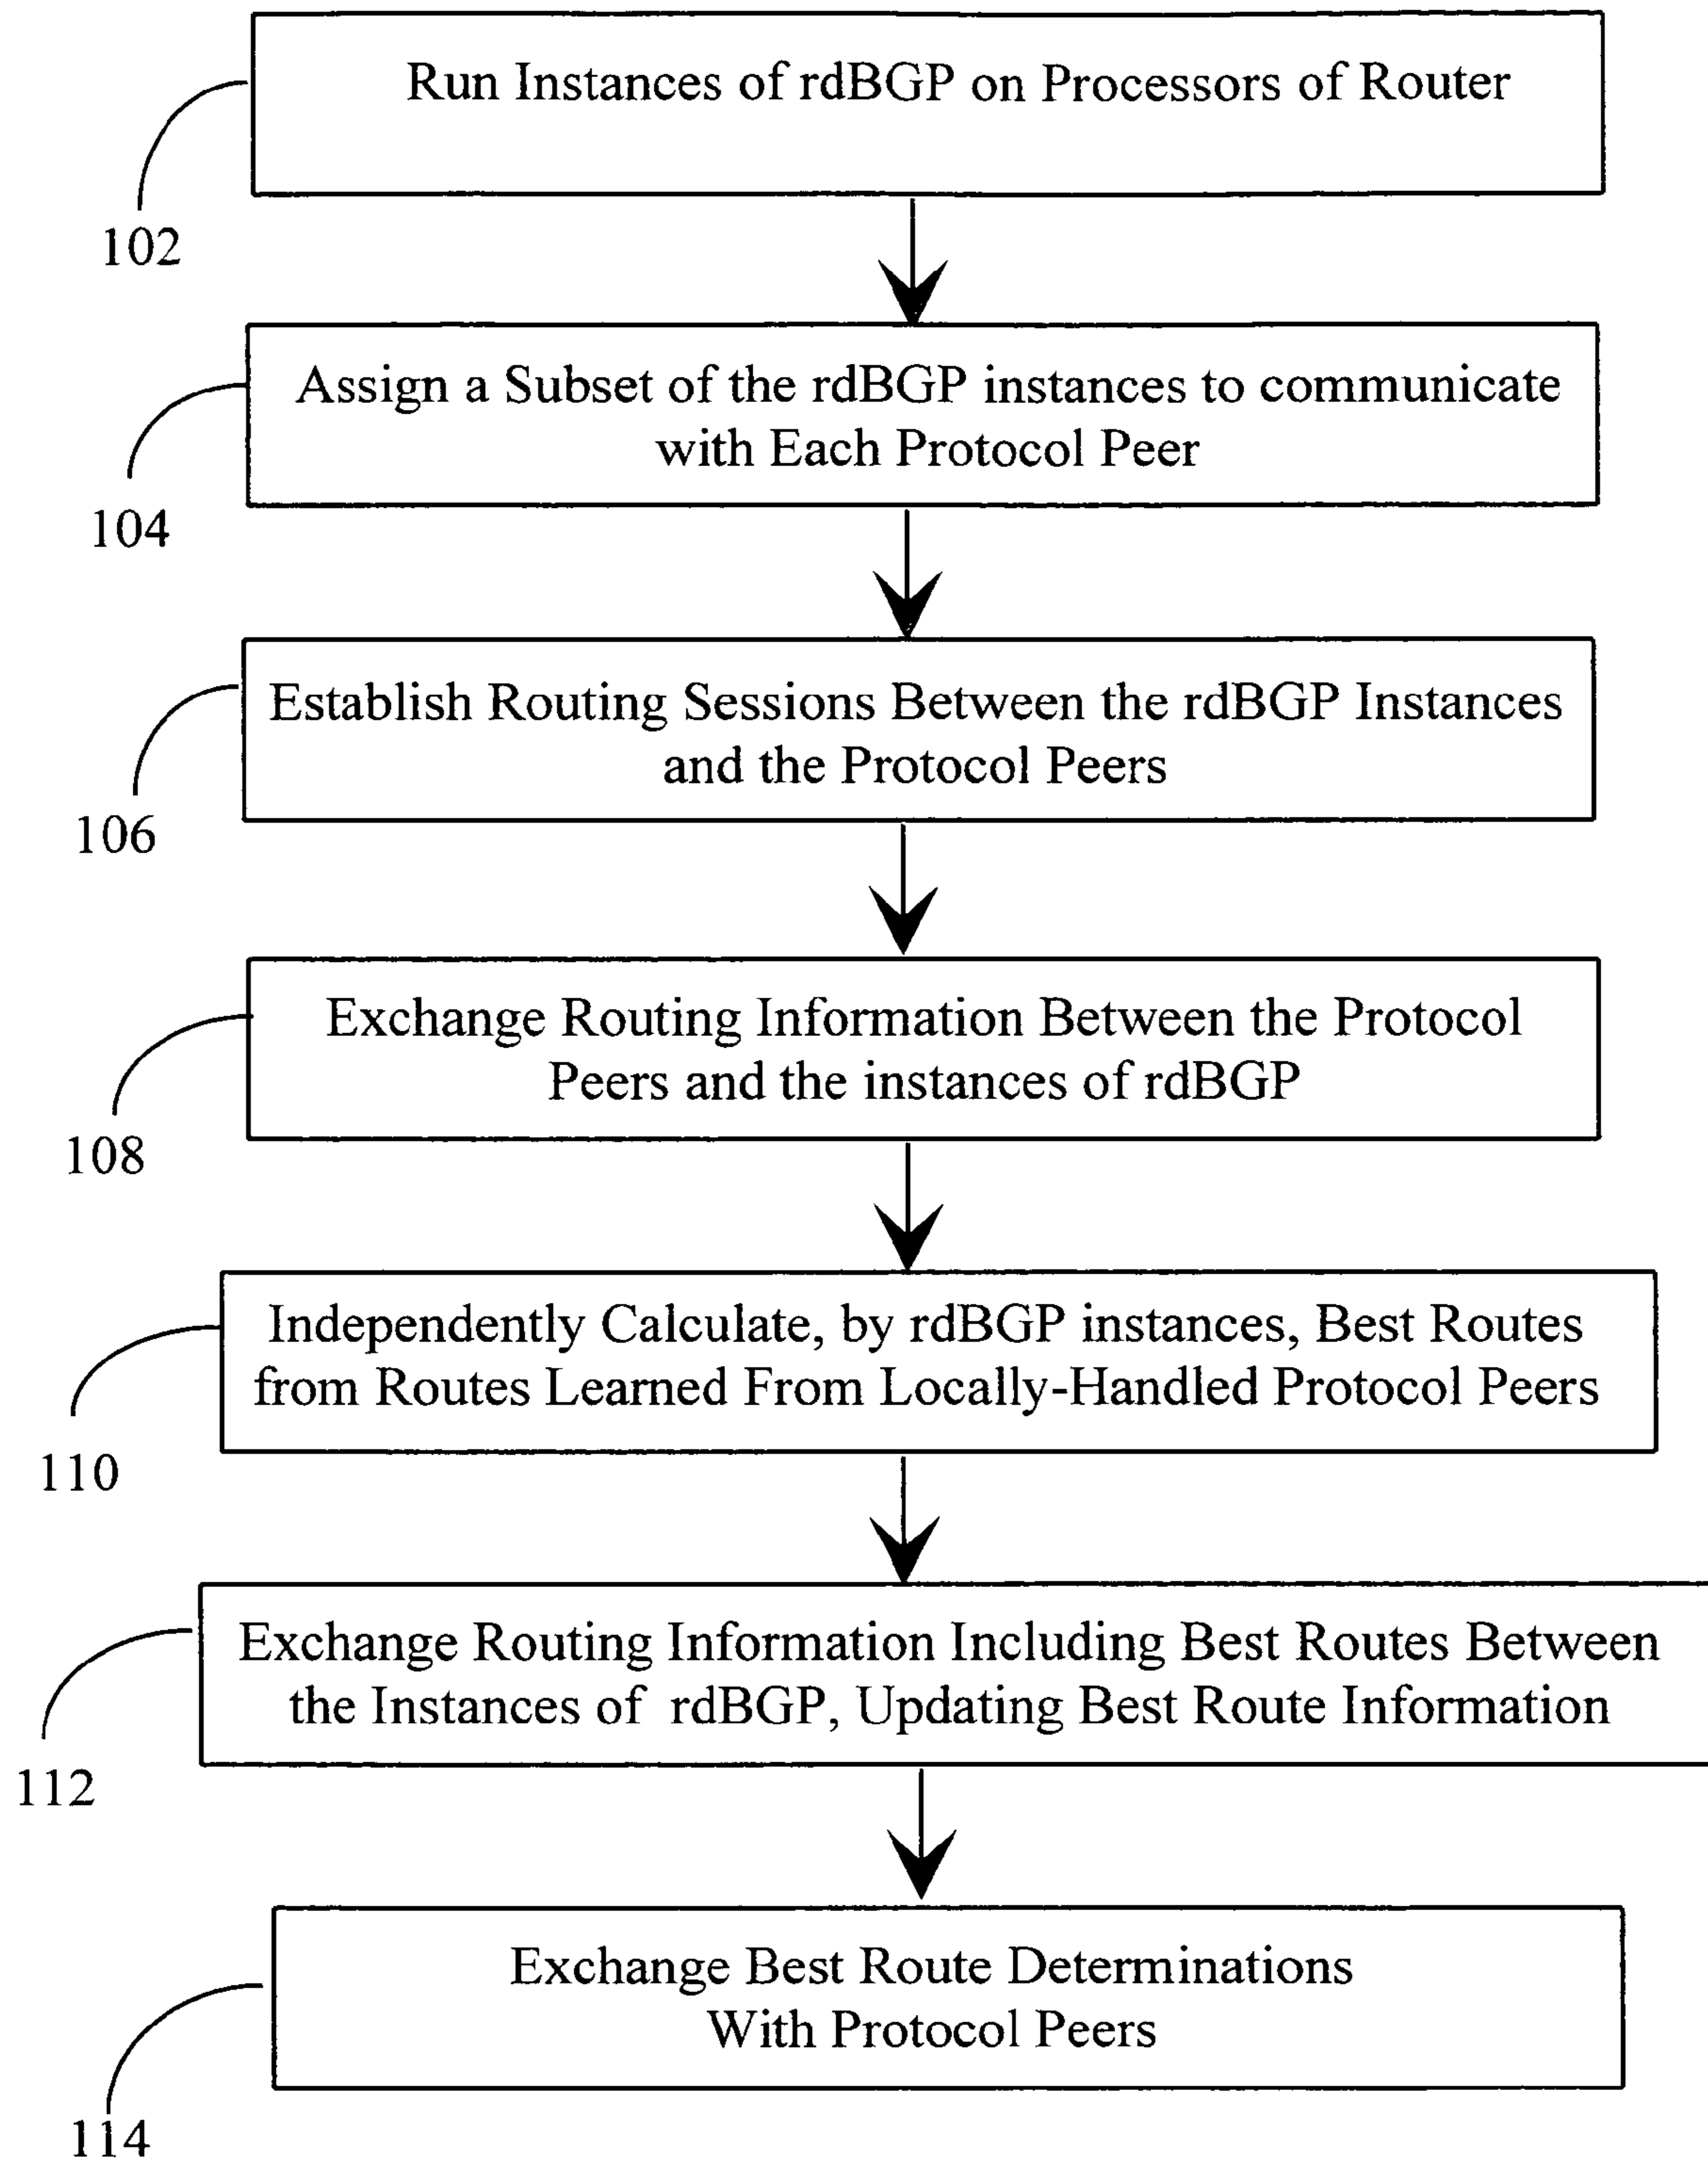 Run Instances of rdBGP on Processors of Router
102
Assign a Subset of the rdBGP instances to communicate
with Each Protocol Peer
104
Establish Routing Sessions Between the rdBGP Instances
and the Protocol Peers
106
Exchange Routing Information Between the Protocol
Peers and the instances of rdBGP
108
Independently Calculate, by rdBGP instances, Best Routes
from Routes Learned From Locally-Handled Protocol Peers
110
Exchange Routing Information Including Best Routes Between
the Instances of rdBGP, Updating Best Route Information
112
Exchange Best Route Determinations
With Protocol Peers
114